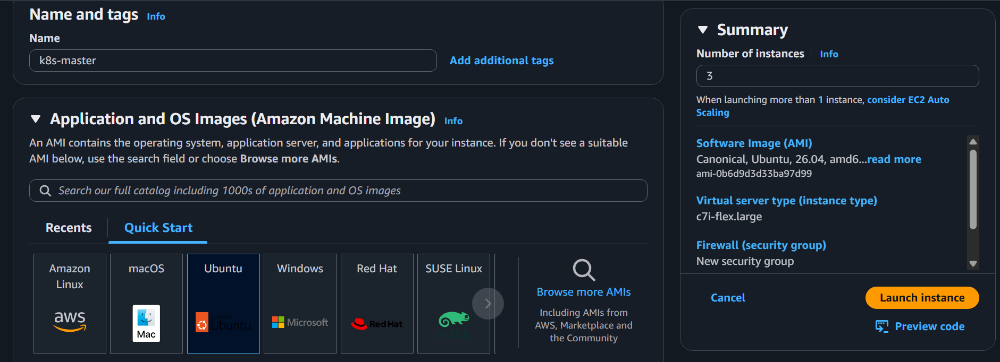 Name and tags Info
Name
k8s-master
Add additional tags
Application and OS Images (Amazon Machine Image) Info
An AMI contains the operating system, application server, and applications for your instance. If you don't see a suitable
AMI below, use the search field or choose Browse more AMIs.
Search our full catalog including 1000s of application and OS images
Recents
Quick Start
Amazon
Linux
aws
macOS
Mac
Ubuntu
Canonical
Ubuntu
Windows
Microsoft
Red Hat
Red Hat
SUSE Linux
SUSE
Browse more AMIs
Including AMIs from
AWS, Marketplace and
the Community
Summary
Number of instances Info
3
When launching more than 1 instance, consider EC2 Auto
Scaling
Software Image (AMI)
Canonical, Ubuntu, 26.04, amd6...read more
ami-0b6d9d3d33ba97d99
Virtual server type (instance type)
c7i-flex.large
Firewall (security group)
New security group
Cancel
Launch instance
Preview code